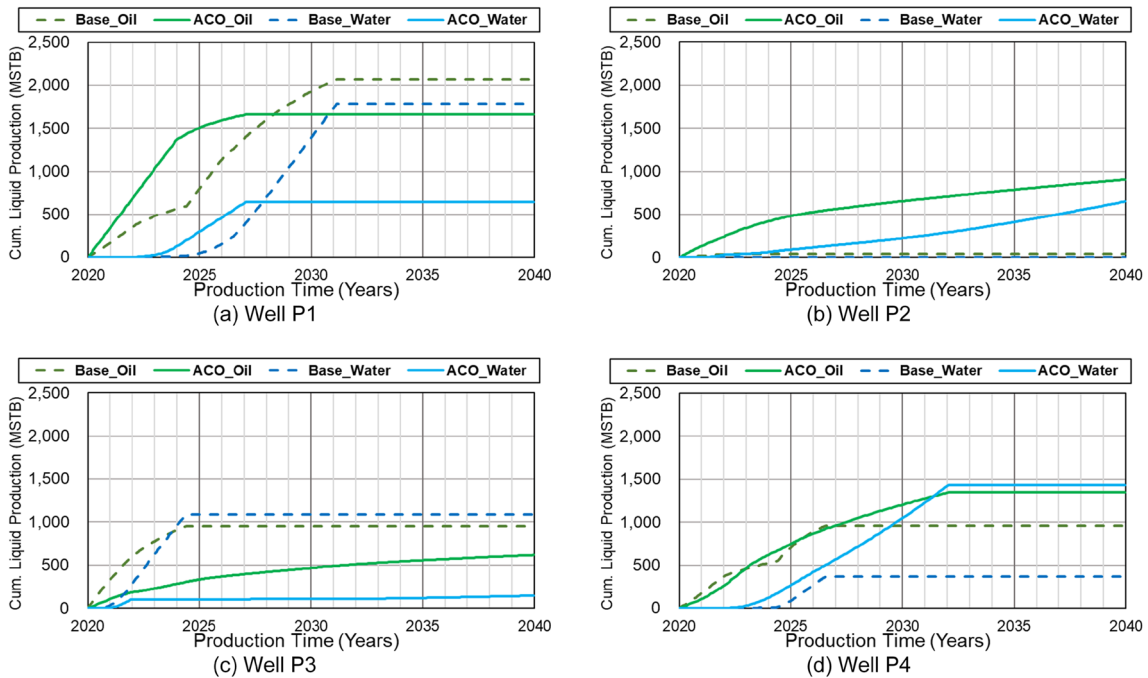 Base_Oil ACO_Oil Base_Water ACO_Water
Cum. Liquid Production (MSTB)
2,500
2,000
1,500
1,000
500
0
2020 2025 2030 2035 2040
Production Time (Years)
(a) Well P1
Base_Oil ACO_Oil Base_Water ACO_Water
Cum. Liquid Production (MSTB)
2,500
2,000
1,500
1,000
500
0
2020 2025 2030 2035 2040
Production Time (Years)
(b) Well P2
Base_Oil ACO_Oil Base_Water ACO_Water
Cum. Liquid Production (MSTB)
2,500
2,000
1,500
1,000
500
0
2020 2025 2030 2035 2040
Production Time (Years)
(c) Well P3
Base_Oil ACO_Oil Base_Water ACO_Water
Cum. Liquid Production (MSTB)
2,500
2,000
1,500
1,000
500
0
2020 2025 2030 2035 2040
Production Time (Years)
(d) Well P4